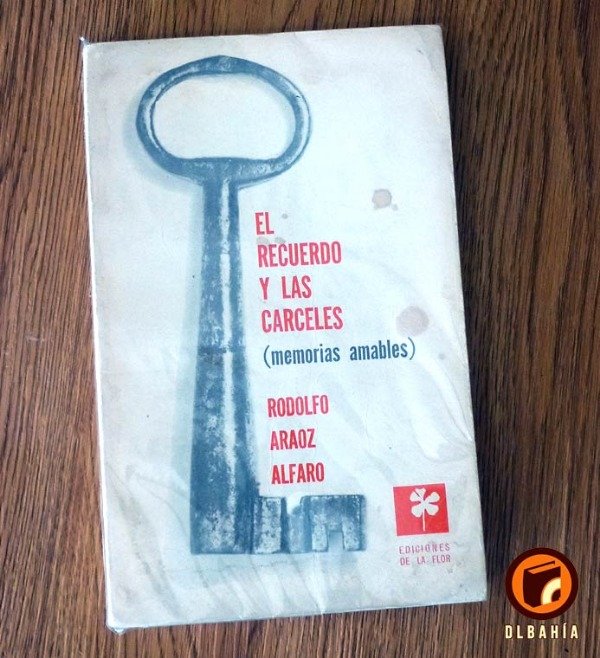 EL
RECUERDO
Y LAS
CARCELES
(memorias amables)
RODOLFO
ARAOZ
ALFARO
EDICIONES
DE LA FLOR
DLBAHÍA